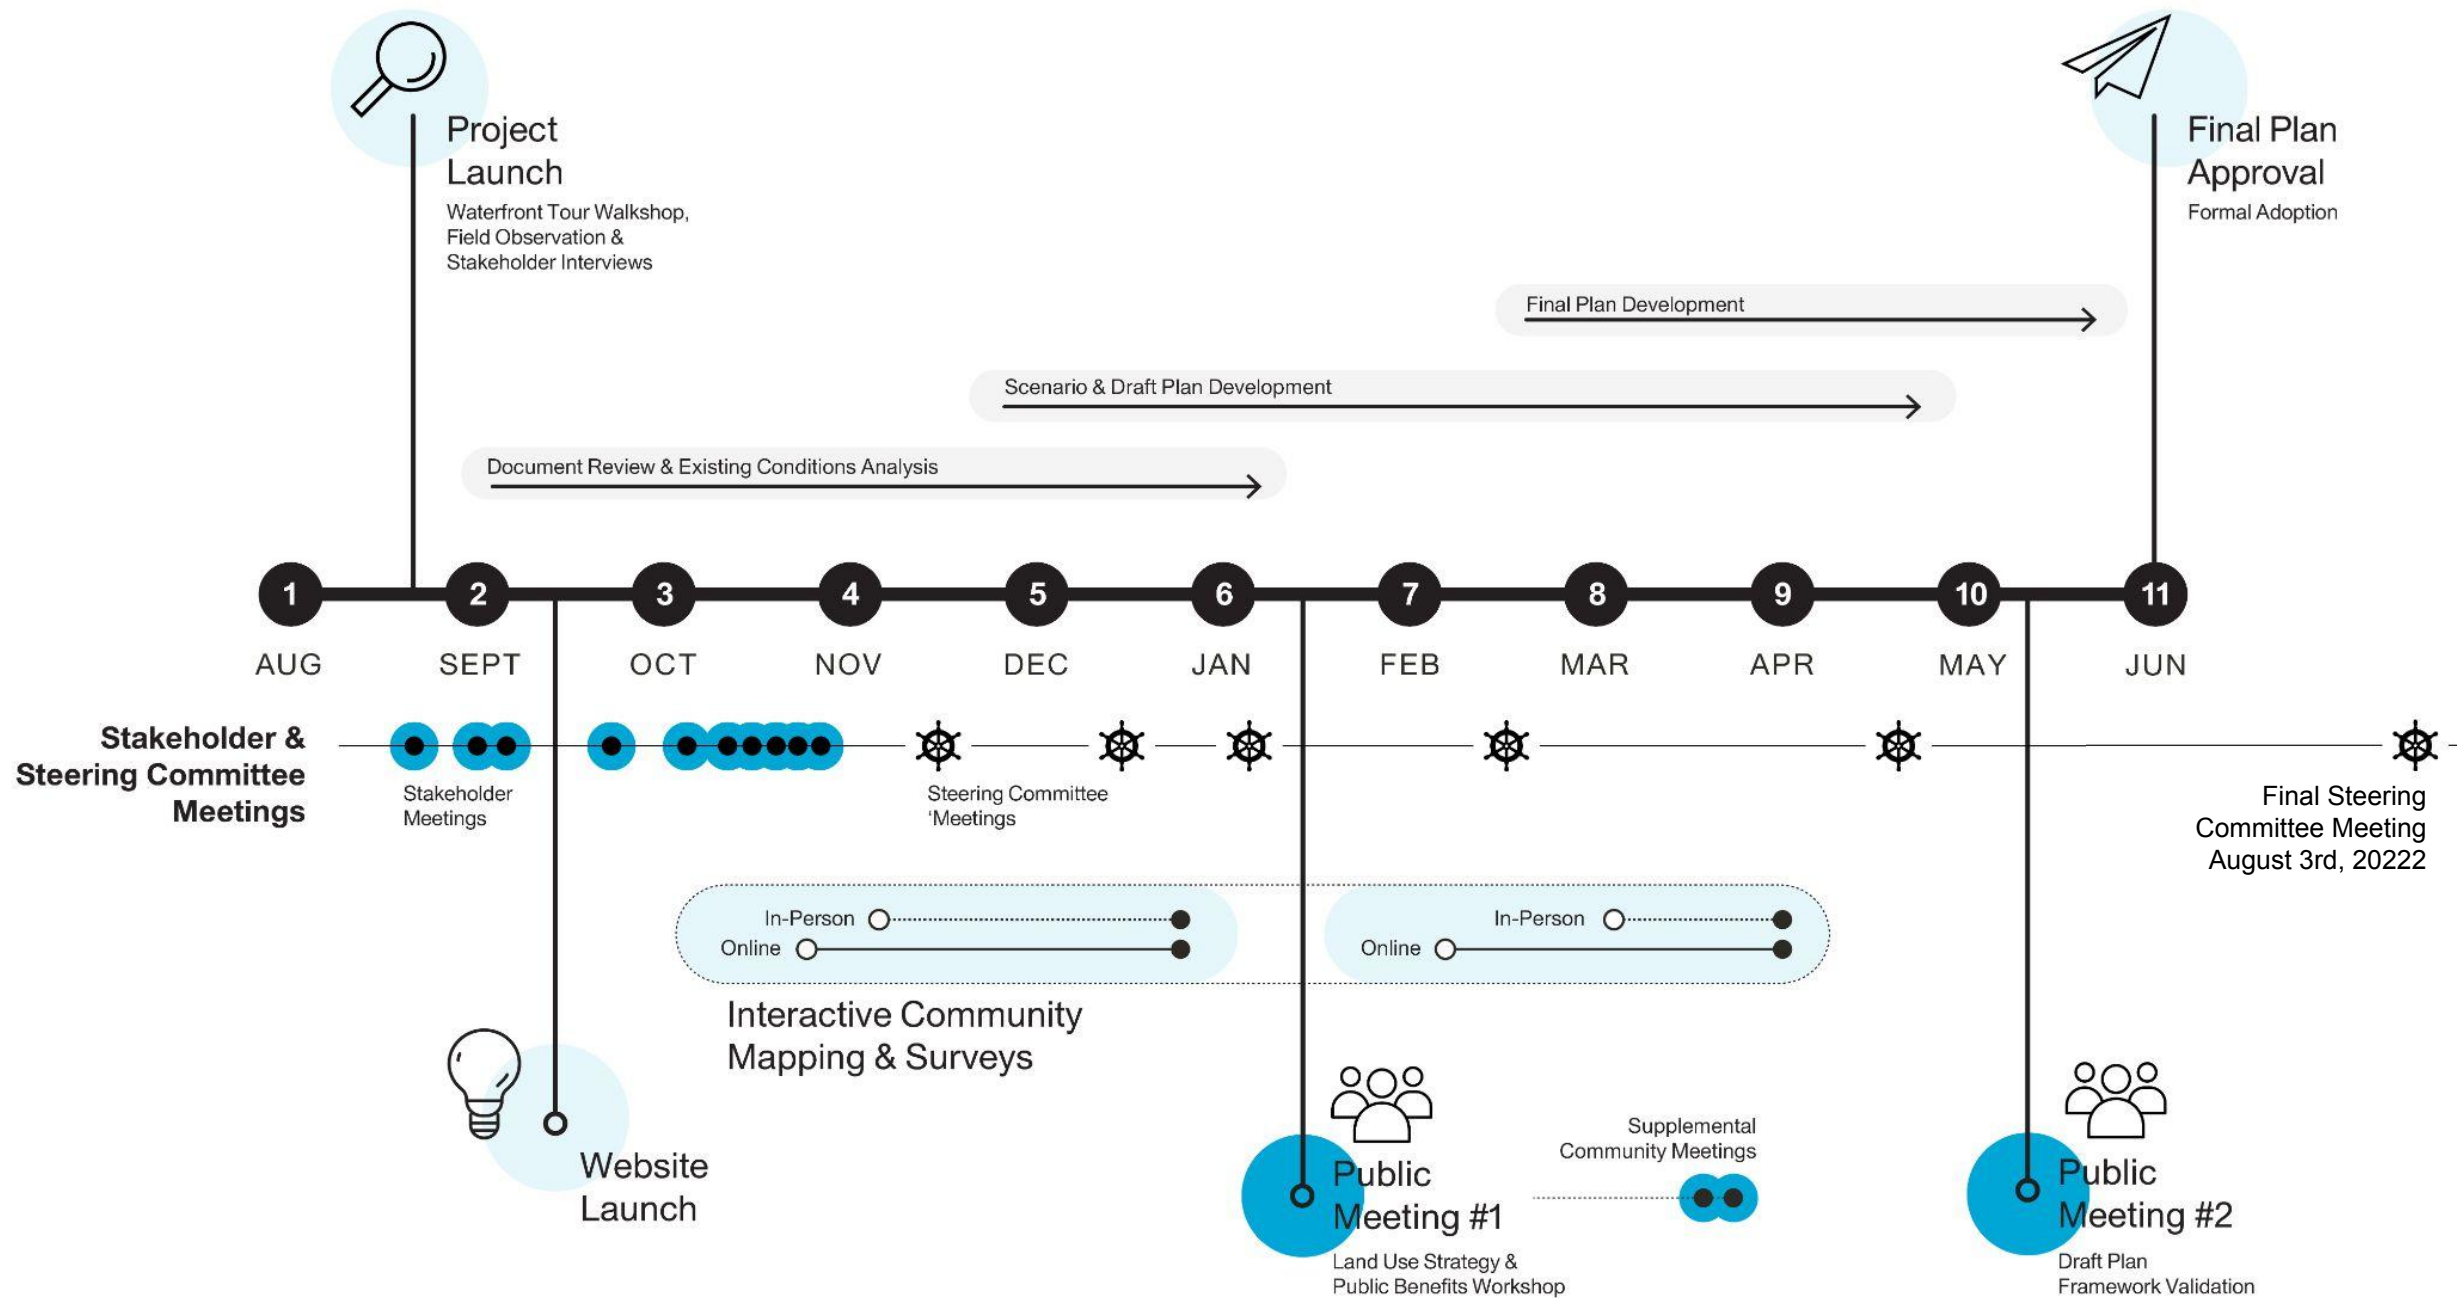 Project
Launch
Waterfront Tour Walkshop,
Field Observation &
Stakeholder Interviews
Final Plan
Approval
Formal Adoption
Final Plan Development
Scenario & Draft Plan Development
Document Review & Existing Conditions Analysis
1
2
3
4
5
6
7
8
9
10
11
AUG
SEPT
OCT
NOV
DEC
JAN
FEB
MAR
APR
MAY
JUN
Stakeholder &
Steering Committee
Meetings
Stakeholder
Meetings
Steering Committee
‘Meetings
Final Steering
Committee Meeting
August 3rd, 20222
In-Person
Online
In-Person
Online
Interactive Community
Mapping & Surveys
Website
Launch
Public
Meeting #1
Land Use Strategy &
Public Benefits Workshop
Supplemental
Community Meetings
Public
Meeting #2
Draft Plan
Framework Validation